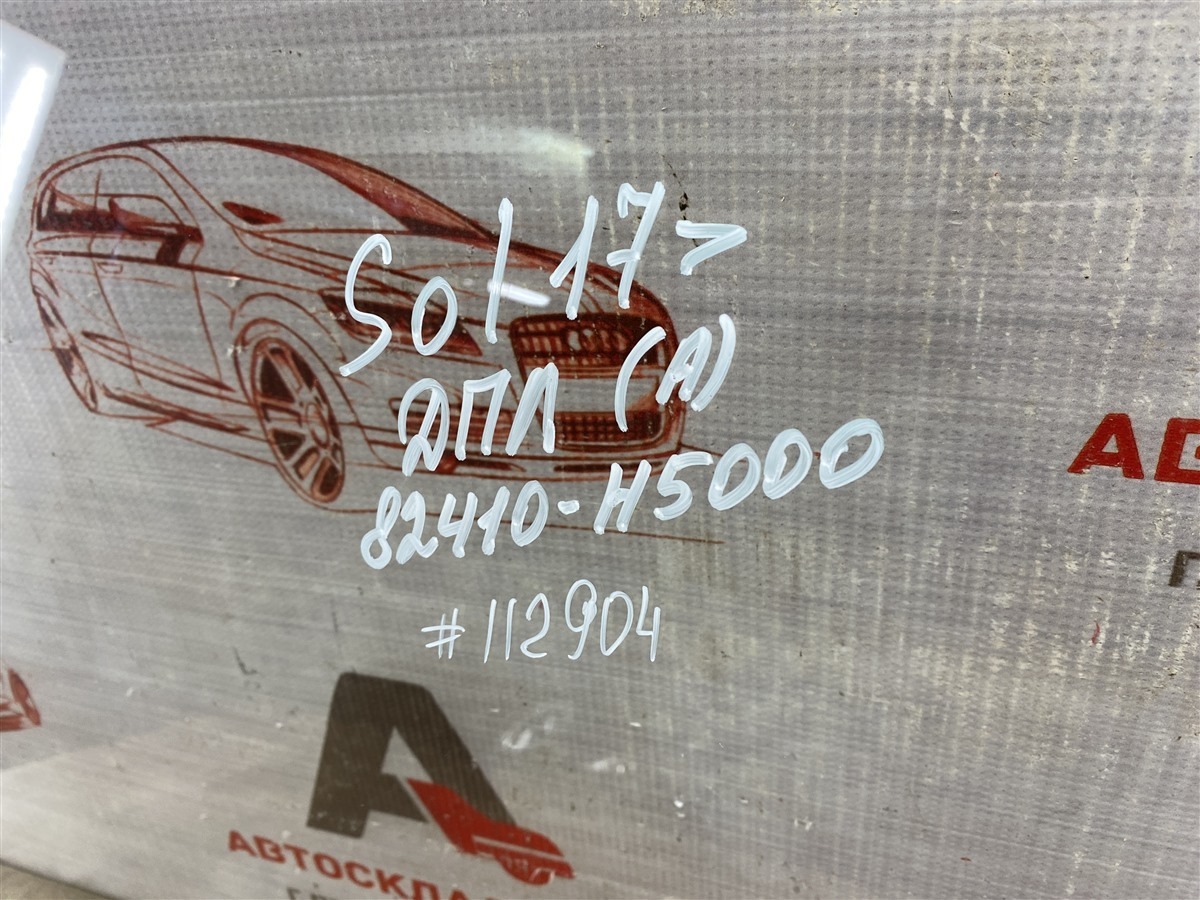 Sol-17>
ДПЛ (А)
82410-H5000
#112904
АВ
АВТОСКЛА